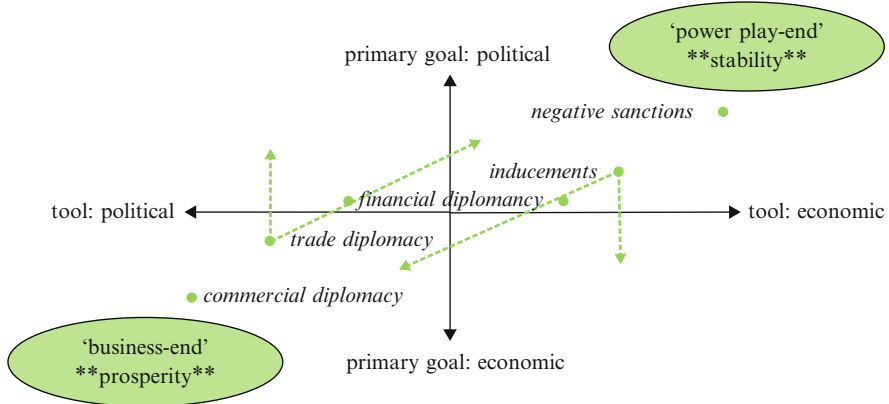 ‘power play-end’
**stability**
primary goal: political
negative sanctions
inducements
financial diplomancy
tool: political
tool: economic
trade diplomacy
commercial diplomacy
‘business-end’
**prosperity**
primary goal: economic